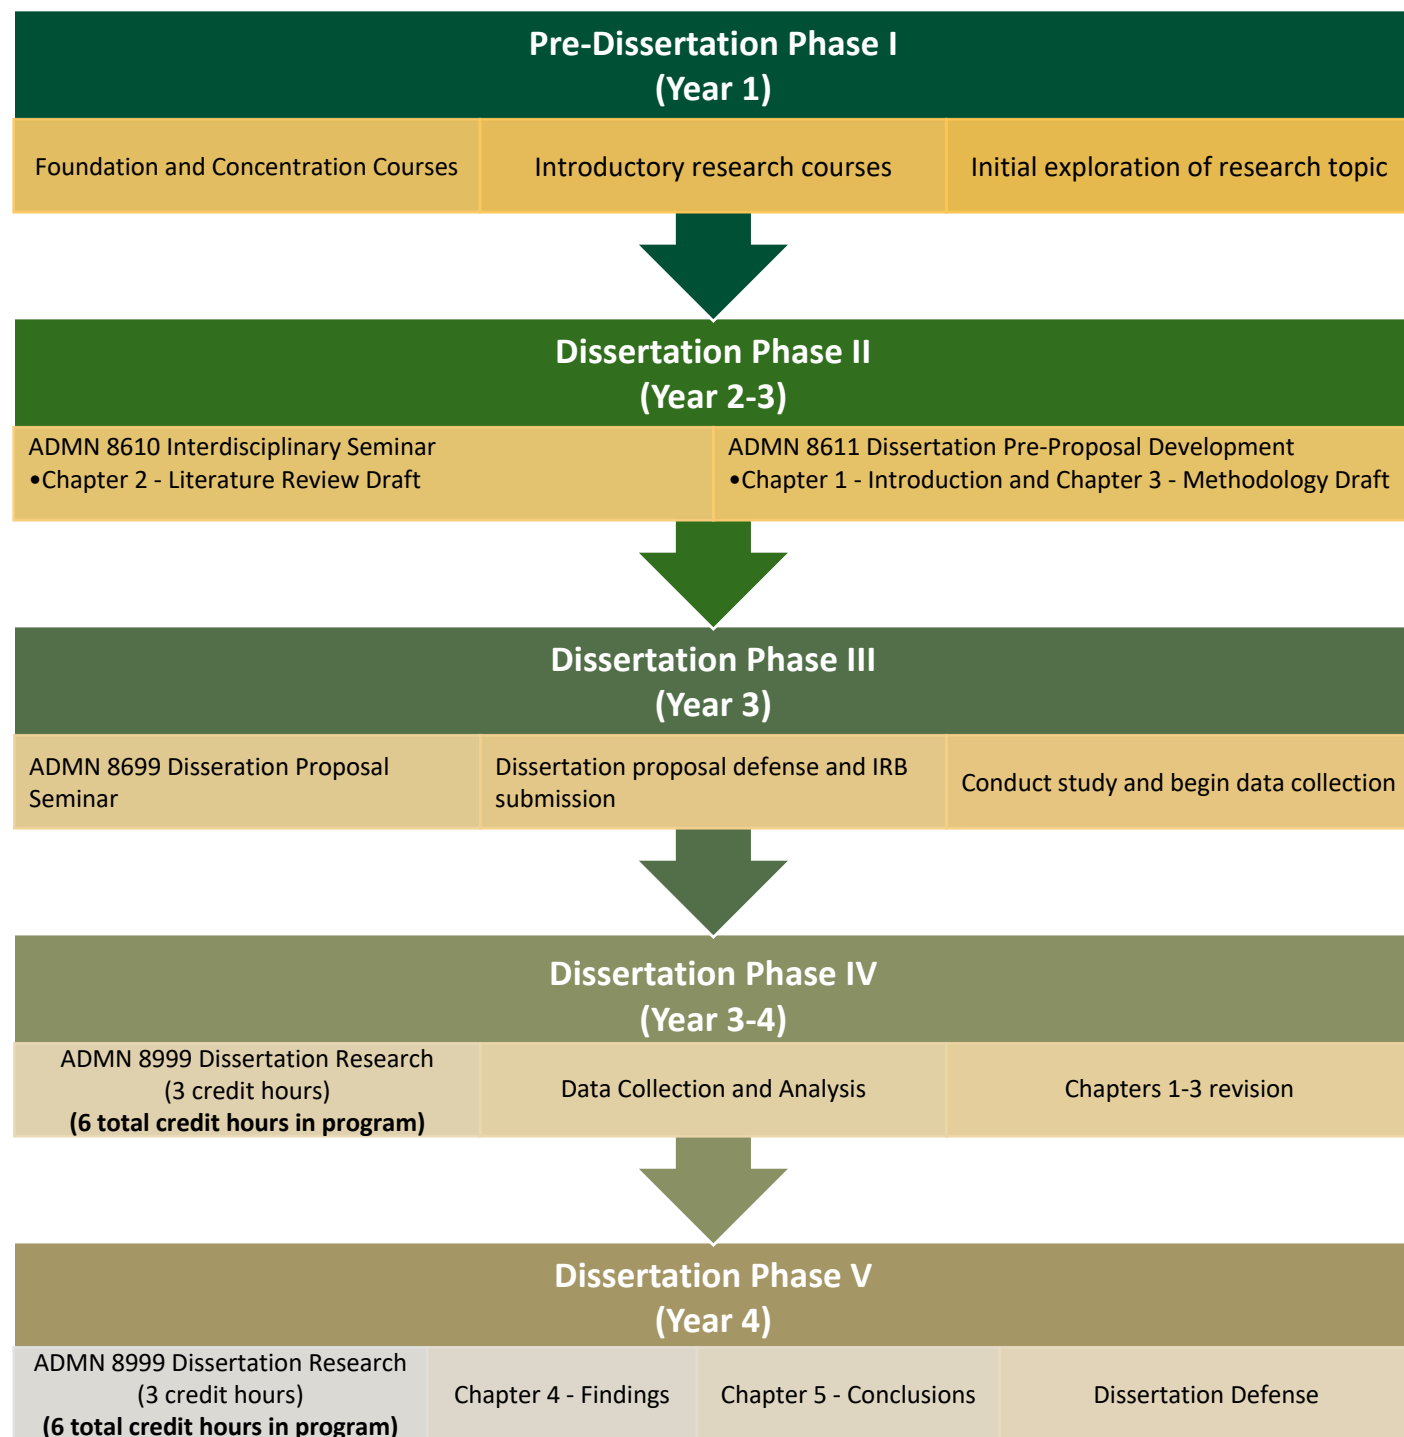 Pre-Dissertation Phase I
(Year 1)
Foundation and Concentration Courses
Introductory research courses
Initial exploration of research topic
Dissertation Phase II
(Year 2-3)
ADMN 8610 Interdisciplinary Seminar
•Chapter 2 - Literature Review Draft
ADMN 8611 Dissertation Pre-Proposal Development
•Chapter 1 - Introduction and Chapter 3 - Methodology Draft
Dissertation Phase III
(Year 3)
ADMN 8699 Disseration Proposal
Seminar
Dissertation proposal defense and IRB
submission
Conduct study and begin data collection
Dissertation Phase IV
(Year 3-4)
ADMN 8999 Dissertation Research
(3 credit hours)
(6 total credit hours in program)
Data Collection and Analysis
Chapters 1-3 revision
Dissertation Phase V
(Year 4)
ADMN 8999 Dissertation Research
(3 credit hours)
(6 total credit hours in program)
Chapter 4 - Findings
Chapter 5 - Conclusions
Dissertation Defense